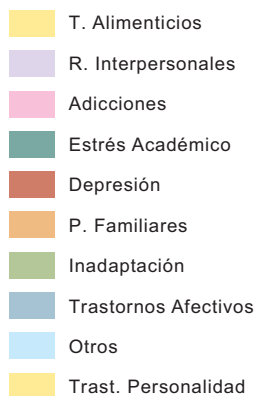 T. Alimenticios
R. Interpersonales
Adicciones
Estrés Académico
Depresión
P. Familiares
Inadaptación
Trastornos Afectivos
Otros
Trast. Personalidad